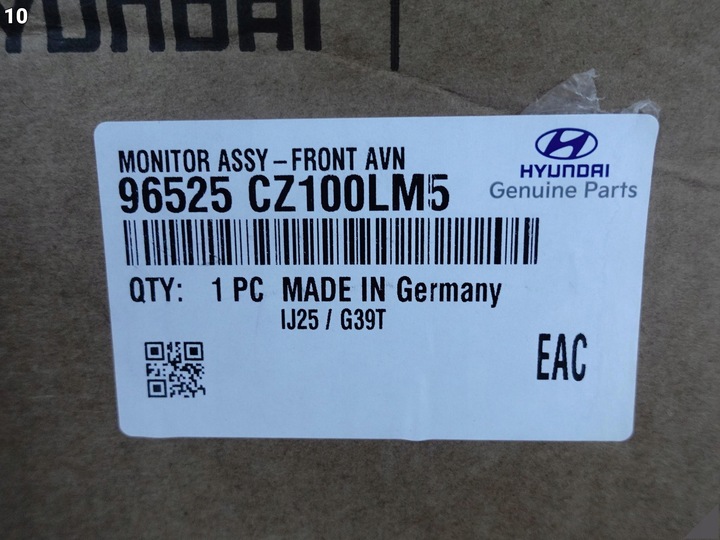 10
HYUNDAI
MONITOR ASSY – FRONT AVN
96525 CZ100LM5
HYUNDAI
Genuine Parts
QTY: 1 PC MADE IN Germany
IJ25 / G39T
EAC